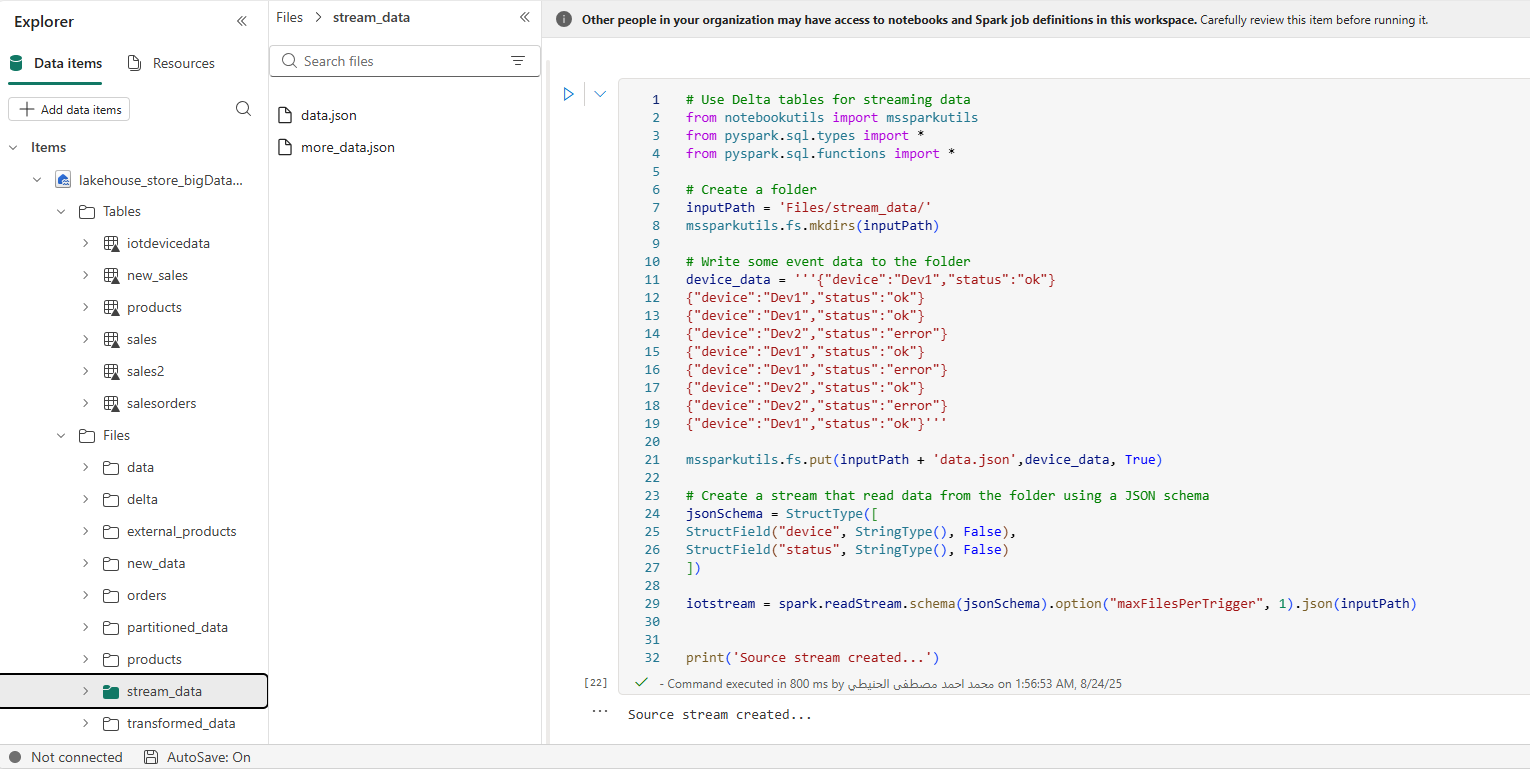 Explorer
Data items
Resources
Add data items
Items
lakehouse_store_bigData...
Tables
iotdevicedata
new_sales
products
sales
sales2
salesorders
Files
data
delta
external_products
new_data
orders
partitioned_data
products
stream_data
transformed_data
Files > stream_data
Search files
data.json
more_data.json
Other people in your organization may have access to notebooks and Spark job definitions in this workspace. Carefully review this item before running it.
1 # Use Delta tables for streaming data
2 from notebookutils import mssparkutils
3 from pyspark.sql.types import *
4 from pyspark.sql.functions import *
5
6 # Create a folder
7 inputPath = 'Files/stream_data/'
8 mssparkutils.fs.mkdirs(inputPath)
9
10 # Write some event data to the folder
11 device_data = '''{"device":"Dev1","status":"ok"}
12 {"device":"Dev1","status":"ok"}
13 {"device":"Dev1","status":"ok"}
14 {"device":"Dev2","status":"error"}
15 {"device":"Dev1","status":"ok"}
16 {"device":"Dev1","status":"error"}
17 {"device":"Dev2","status":"ok"}
18 {"device":"Dev2","status":"error"}
19 {"device":"Dev1","status":"ok"}'''
20
21 mssparkutils.fs.put(inputPath + 'data.json',device_data, True)
22
23 # Create a stream that read data from the folder using a JSON schema
24 jsonSchema = StructType([
25 StructField("device", StringType(), False),
26 StructField("status", StringType(), False)
27 ])
28
29 iotstream = spark.readStream.schema(jsonSchema).option("maxFilesPerTrigger", 1).json(inputPath)
30
31
32 print('Source stream created...')
[22] - Command executed in 800 ms by محمد احمد مصطفى الحنيطي on 1:56:53 AM, 8/24/25
Source stream created...
Not connected
AutoSave: On